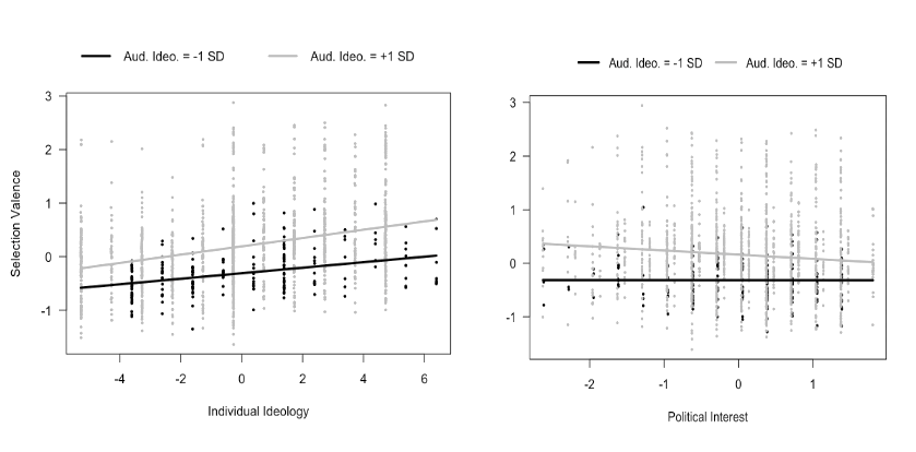 Aud. Ideo. = -1 SD Aud. Ideo. = +1 SD
3
2
1
0
-1
Selection Valence
-4 -2 0 2 4 6
Individual Ideology
Aud. Ideo. = -1 SD Aud. Ideo. = +1 SD
3
2
1
0
-1
-2 -1 0 1
Political Interest